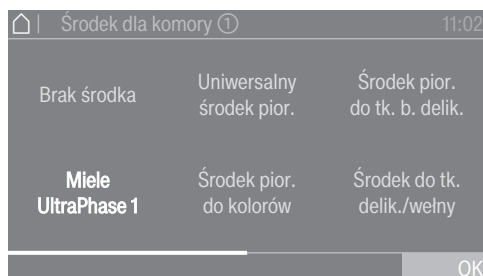 Środek dla komory ①
11:02
Brak środka
Uniwersalny
środek pior.
Środek pior.
do tk. b. delik.
Miele
UltraPhase 1
Środek pior.
do kolorów
Środek do tk.
delik./wełny
OK